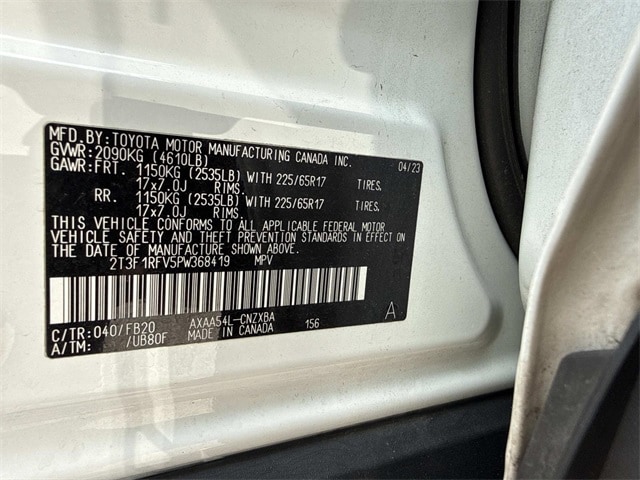 MFD.BY:TOYOTA MOTOR MANUFACTURING CANADA INC.
GVWR:2090KG (4610LB) 04/23
GAWR:FRT. 1150KG (2535LB) WITH 225/65R17 TIRES.
17x7.0J RIMS.
RR. 1150KG (2535LB) WITH 225/65R17 TIRES.
17x7.0J RIMS.
THIS VEHICLE CONFORMS TO ALL APPLICABLE FEDERAL MOTOR
VEHICLE SAFETY AND THEFT PREVENTION STANDARDS IN EFFECT ON
THE DATE OF MANUFACTURE SHOWN ABOVE.
2T3F1RFV5PW368419 MPV
C/TR:040/FB20 AXAA54L-CNZXBA A
A/TM: /UB80F MADE IN CANADA 156